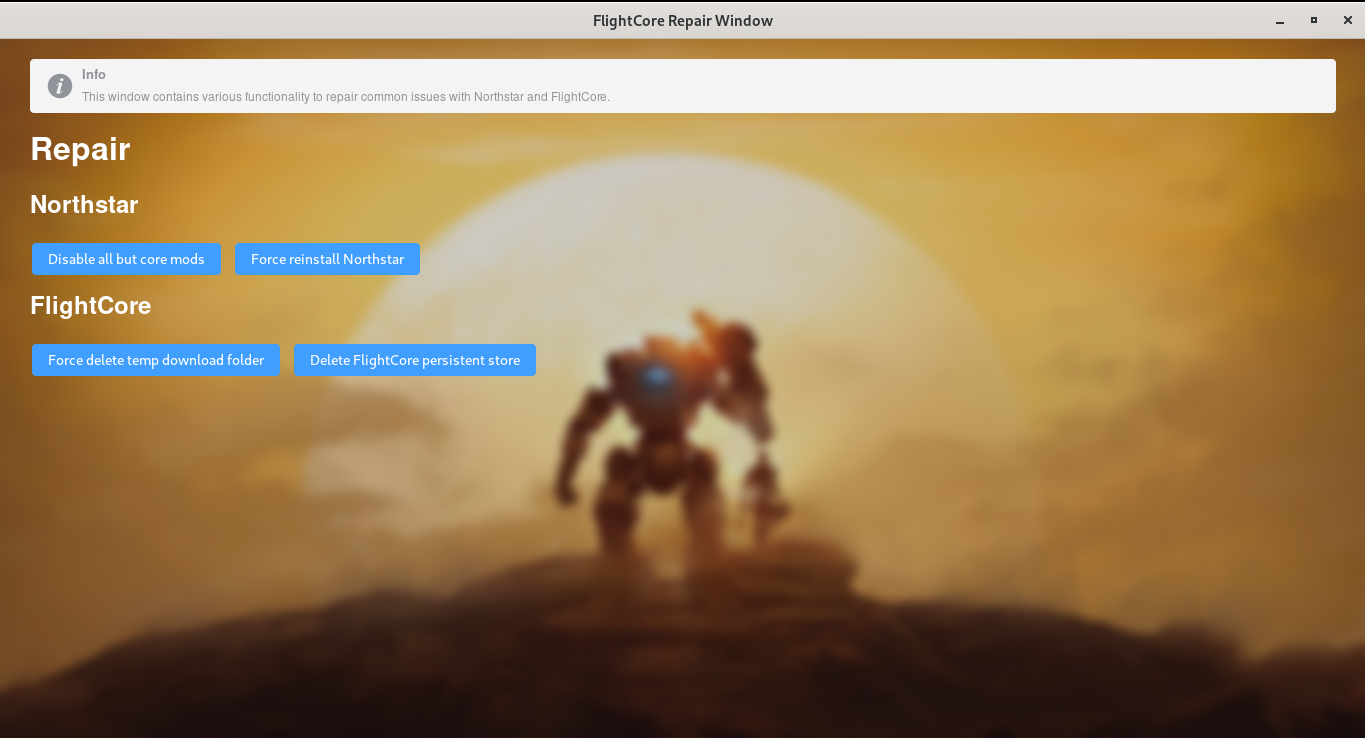 FlightCore Repair Window
Info
This window contains various functionality to repair common issues with Northstar and FlightCore.
Repair
Northstar
Disable all but core mods
Force reinstall Northstar
FlightCore
Force delete temp download folder
Delete FlightCore persistent store